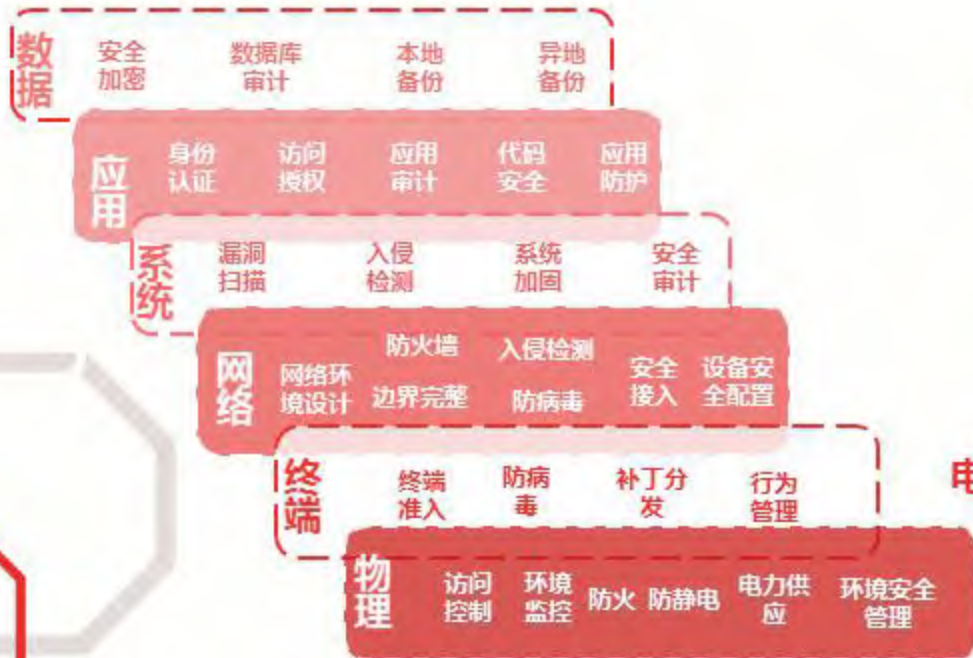 数据
安全加密
数据库审计
本地备份
异地备份
应用
身份认证
访问授权
应用审计
代码安全
应用防护
系统
漏洞扫描
入侵检测
系统加固
安全审计
网络
网络环境设计
防火墙
边界完整
入侵检测
防病毒
安全接入
设备安全配置
终端
终端准入
防病毒
补丁分发
行为管理
物理
访问控制
环境监控
防火
防静电
电力供应
环境安全管理